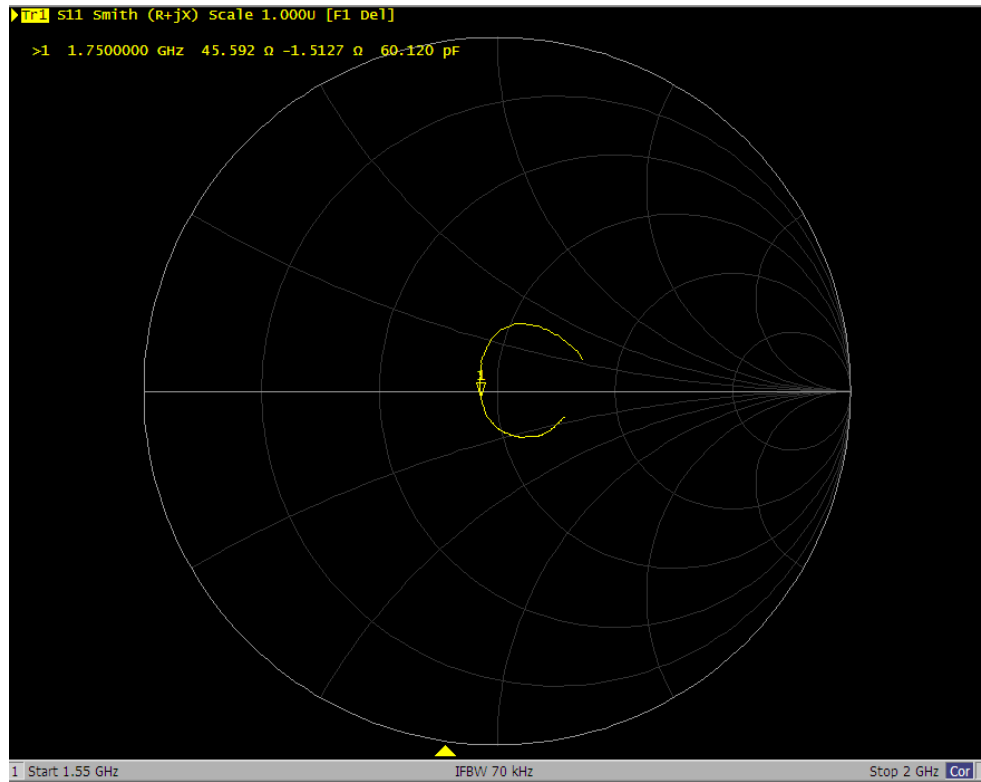 Tr1 S11 Smith (R+jX) Scale 1.000U [F1 Del]
>1 1.7500000 GHz 45.592 Ω -1.5127 Ω 60.120 pF
1 Start 1.55 GHz IFBW 70 kHz Stop 2 GHz Cor